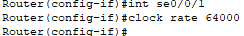 Router(config-if)#int se0/0/1
Router(config-if)#clock rate 64000
Router(config-if)#